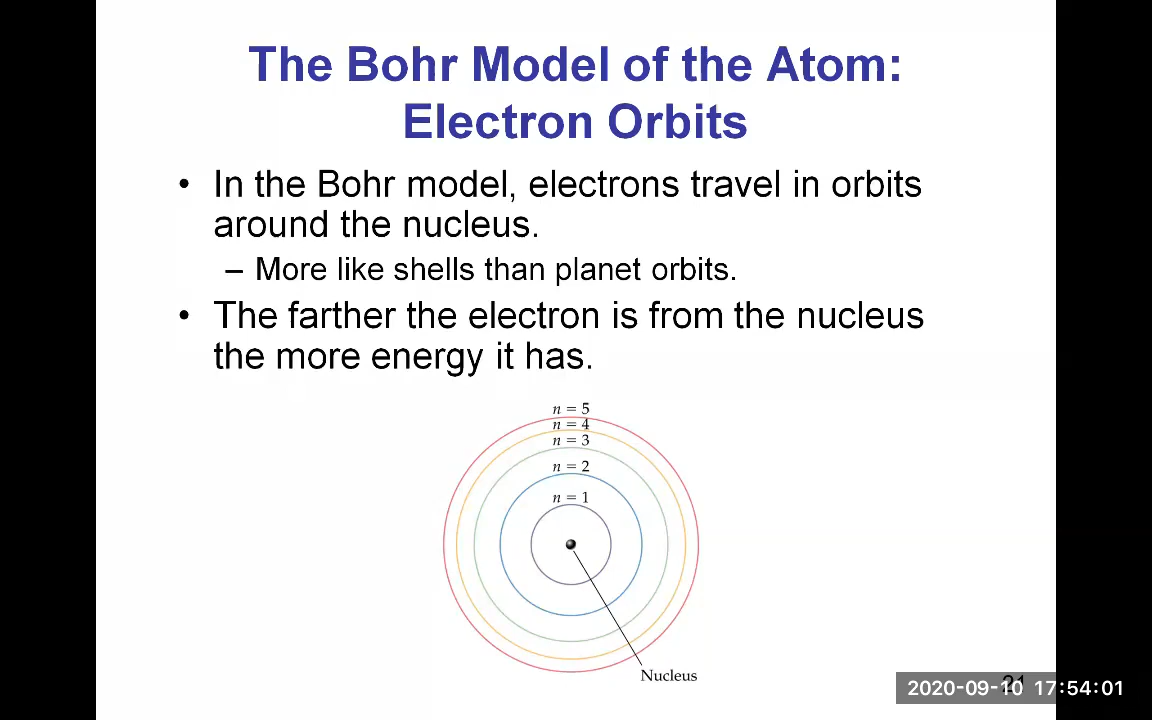 The Bohr Model of the Atom:
Electron Orbits
• In the Bohr model, electrons travel in orbits
around the nucleus.
– More like shells than planet orbits.
• The farther the electron is from the nucleus
the more energy it has.
n = 5
n = 4
n = 3
n = 2
n = 1
Nucleus
21
2020-09-10 17:54:01